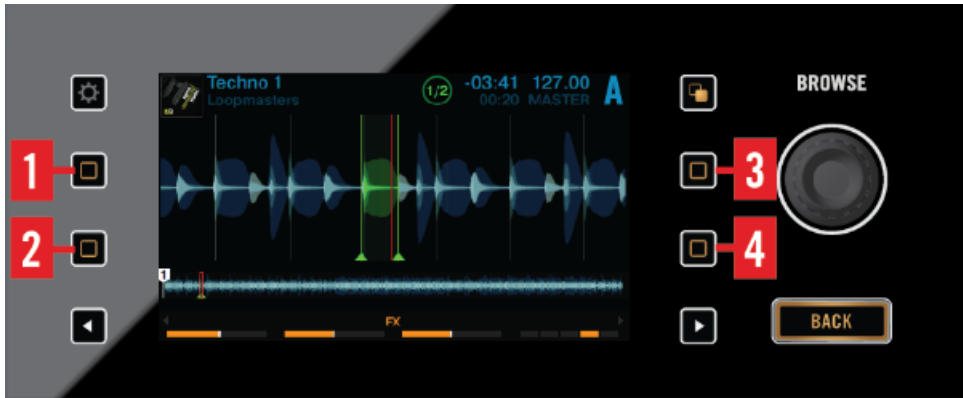 Techno 1
Loopmasters
1/2
-03:41 127.00
00:20 MASTER
A
BROWSE
1
2
3
4
1
FX
BACK